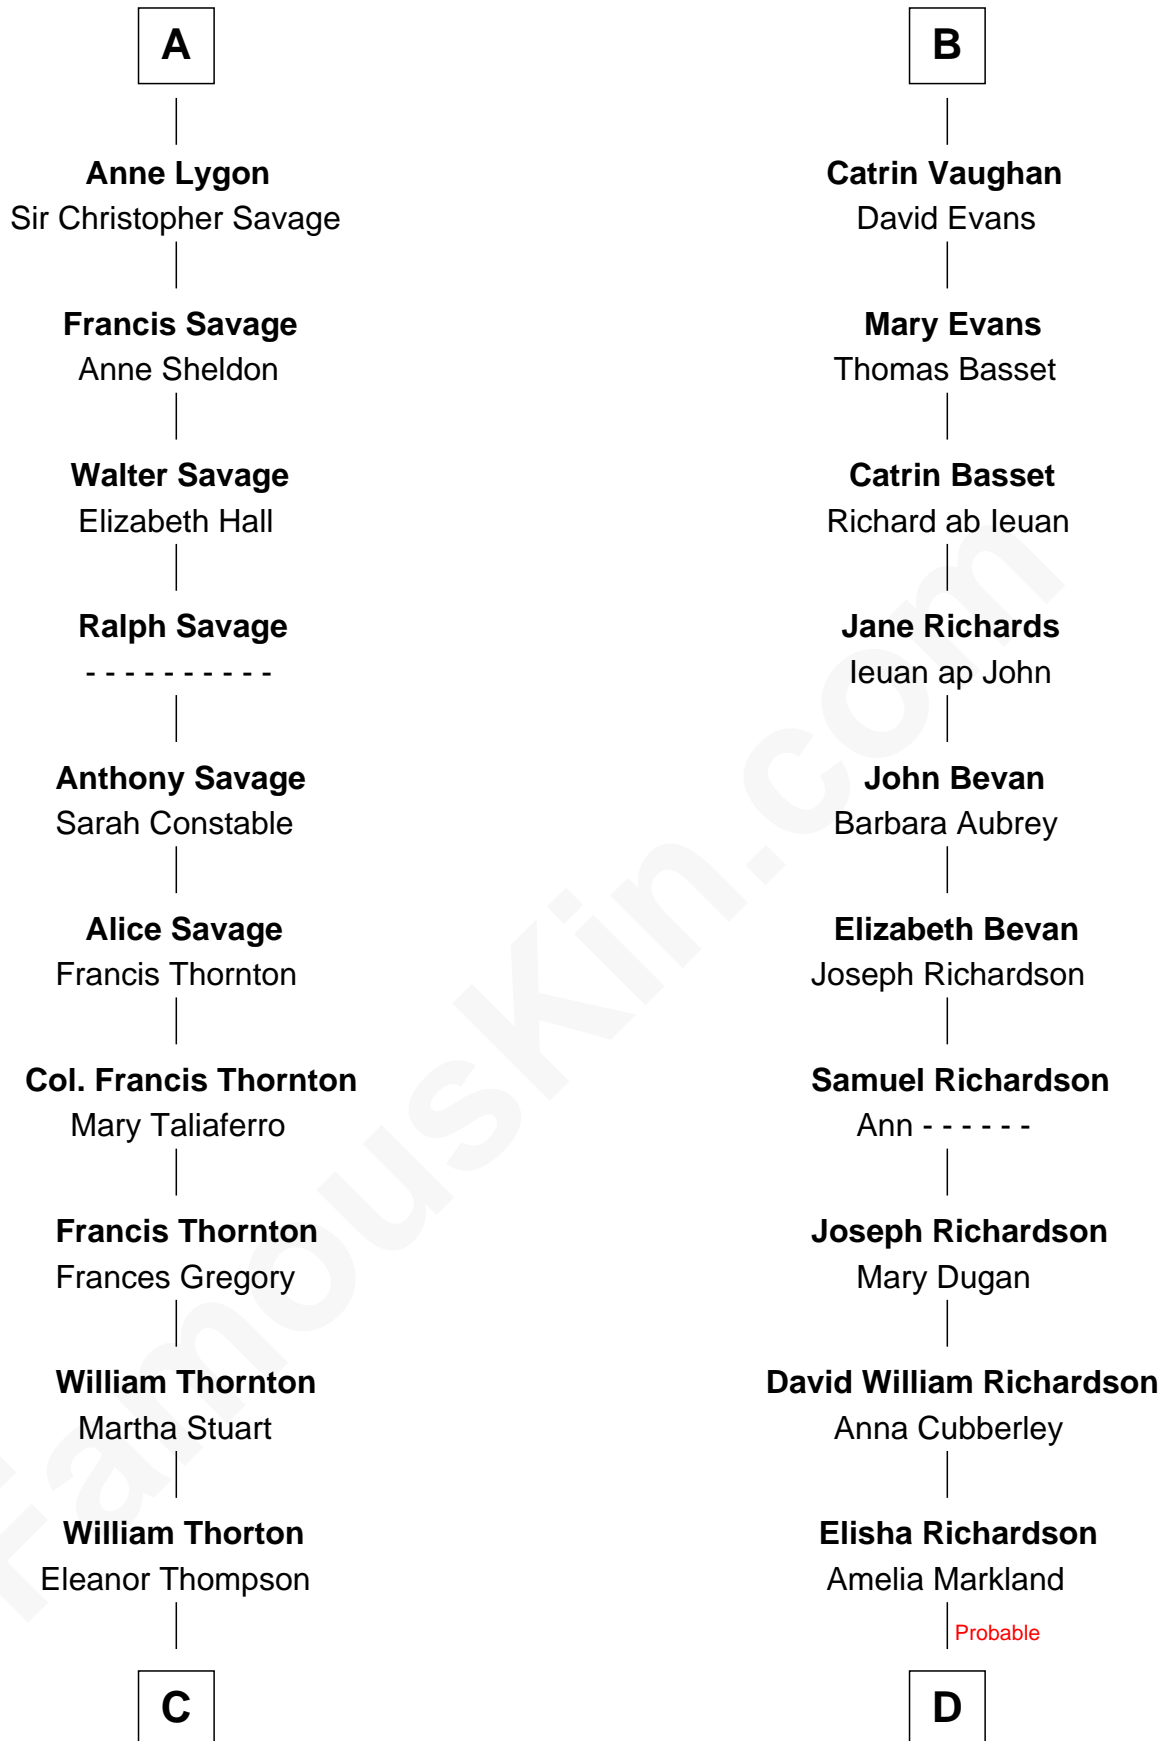 A
Anne Lygon
Sir Christopher Savage
Francis Savage
Anne Sheldon
Walter Savage
Elizabeth Hall
Ralph Savage
- - - - - - - - - -
Anthony Savage
Sarah Constable
Alice Savage
Francis Thornton
Col. Francis Thornton
Mary Taliaferro
Francis Thornton
Frances Gregory
William Thornton
Martha Stuart
William Thorton
Eleanor Thompson
C
B
Catrin Vaughan
David Evans
Mary Evans
Thomas Basset
Catrin Basset
Richard ab Ieuan
Jane Richards
Ieuan ap John
John Bevan
Barbara Aubrey
Elizabeth Bevan
Joseph Richardson
Samuel Richardson
Ann - - - - - -
Joseph Richardson
Mary Dugan
David William Richardson
Anna Cubberley
Elisha Richardson
Amelia Markland
Probable
D
FamousKin.com